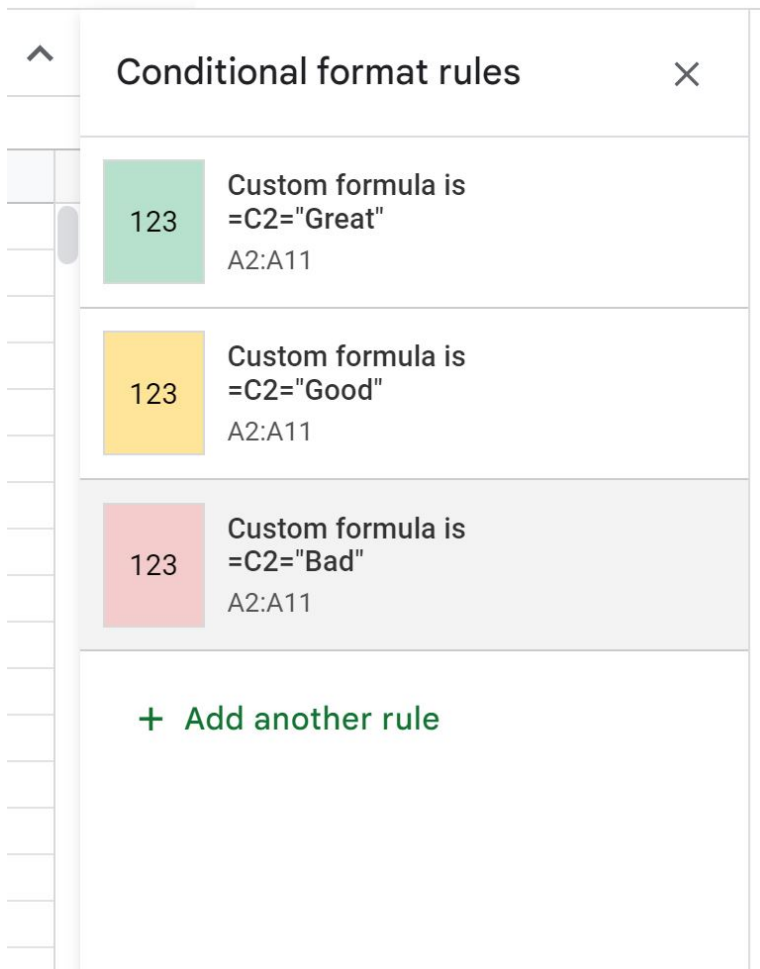 Conditional format rules
123
Custom formula is
=C2="Great"
A2:A11
123
Custom formula is
=C2="Good"
A2:A11
123
Custom formula is
=C2="Bad"
A2:A11
+ Add another rule